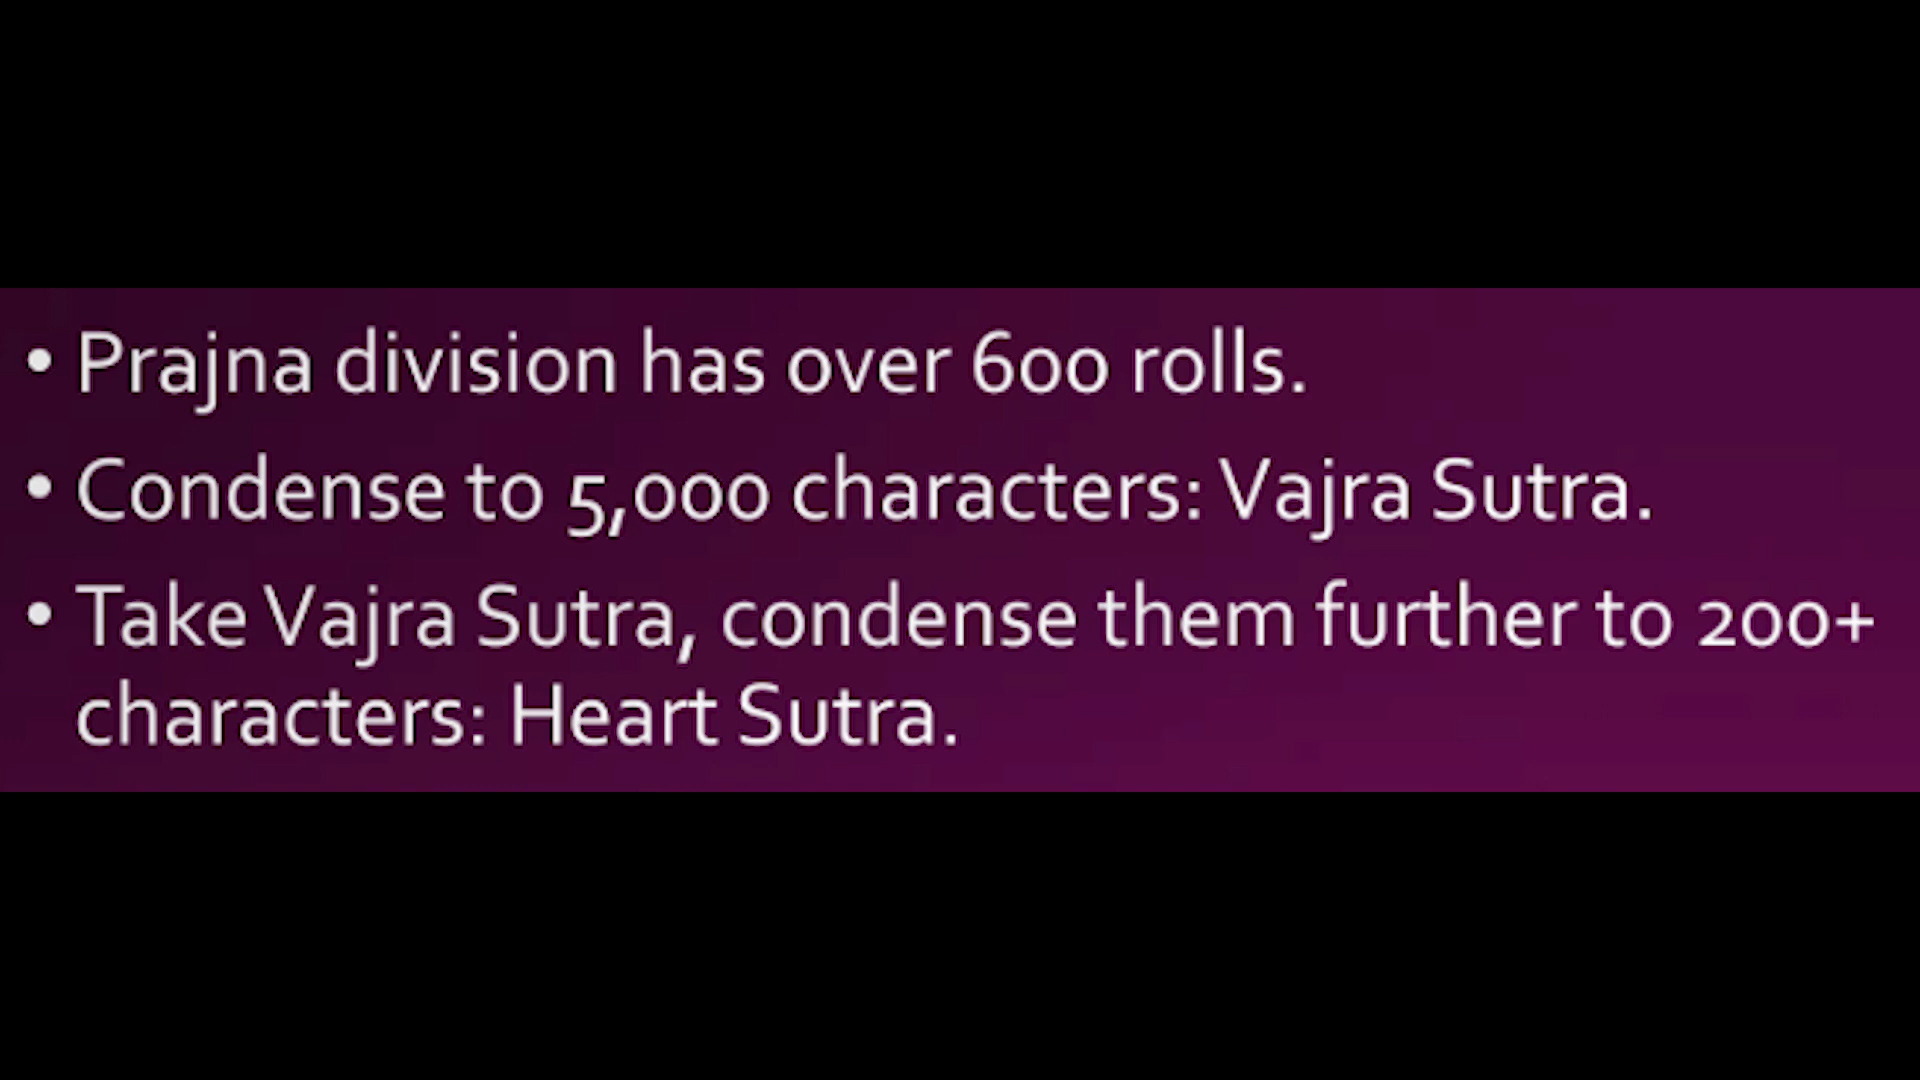 • Prajna division has over 600 rolls.
• Condense to 5,000 characters: Vajra Sutra.
• Take Vajra Sutra, condense them further to 200+
characters: Heart Sutra.